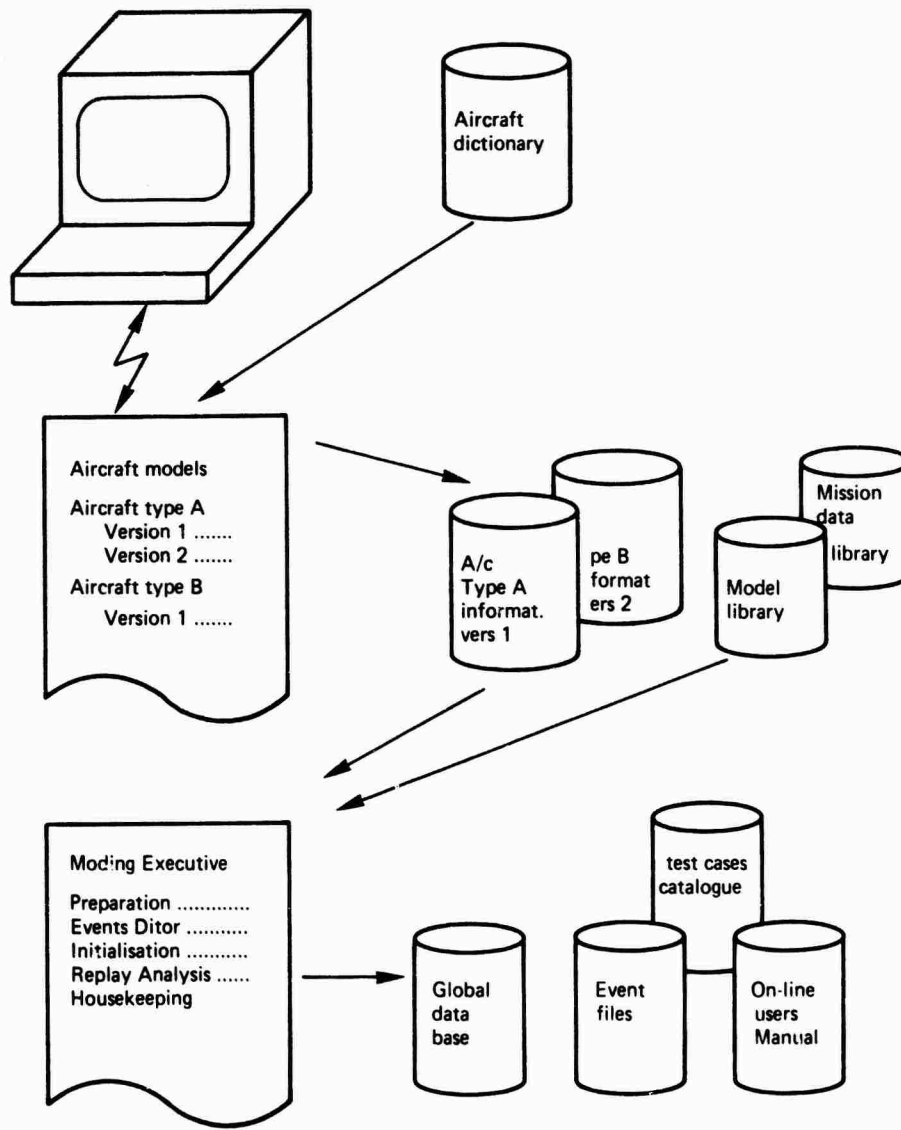 Aircraft
dictionary
Aircraft models
Aircraft type A
Version 1 .......
Version 2 .......
Aircraft type B
Version 1 .......
A/c
Type A
informat.
vers 1
pe B
format
ers 2
Mission
data
library
Model
library
Moding Executive
Preparation .............
Events Ditor ...........
Initialisation ...........
Replay Analysis ......
Housekeeping
Global
data
base
test cases
catalogue
Event
files
On-line
users
Manual